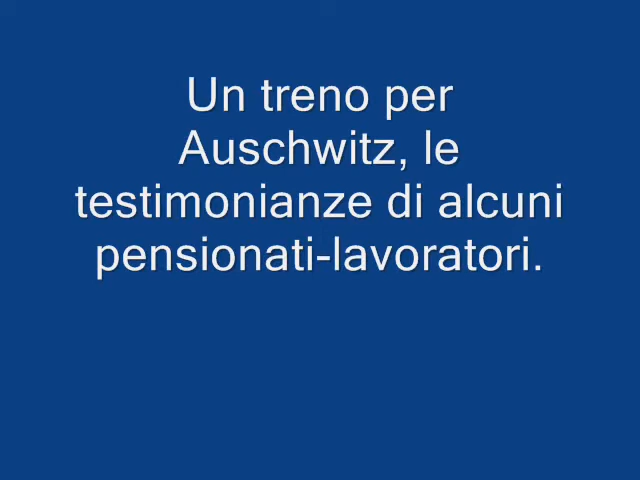 Un treno per
Auschwitz, le
testimonianze di alcuni
pensionati-lavoratori.